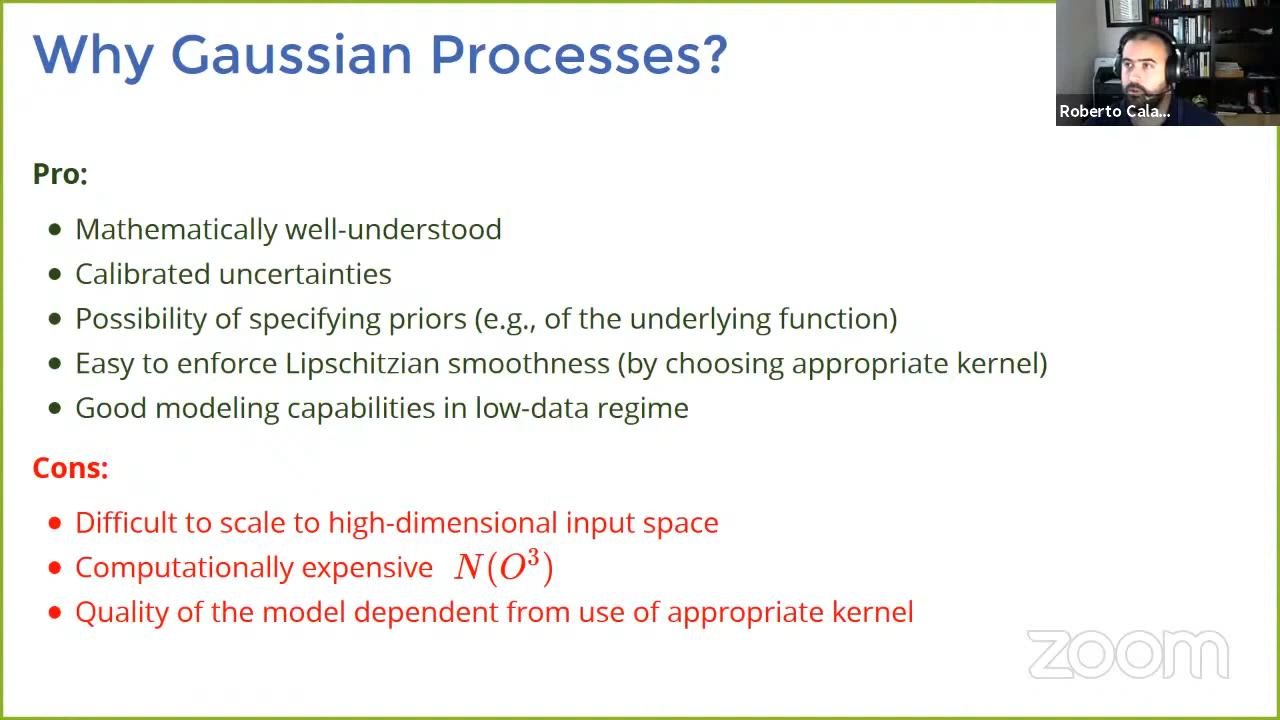 Why Gaussian Processes?
Roberto Cala...
Pro:
• Mathematically well-understood
• Calibrated uncertainties
• Possibility of specifying priors (e.g., of the underlying function)
• Easy to enforce Lipschitzian smoothness (by choosing appropriate kernel)
• Good modeling capabilities in low-data regime
Cons:
• Difficult to scale to high-dimensional input space
• Computationally expensive N(O³)
• Quality of the model dependent from use of appropriate kernel
zoom